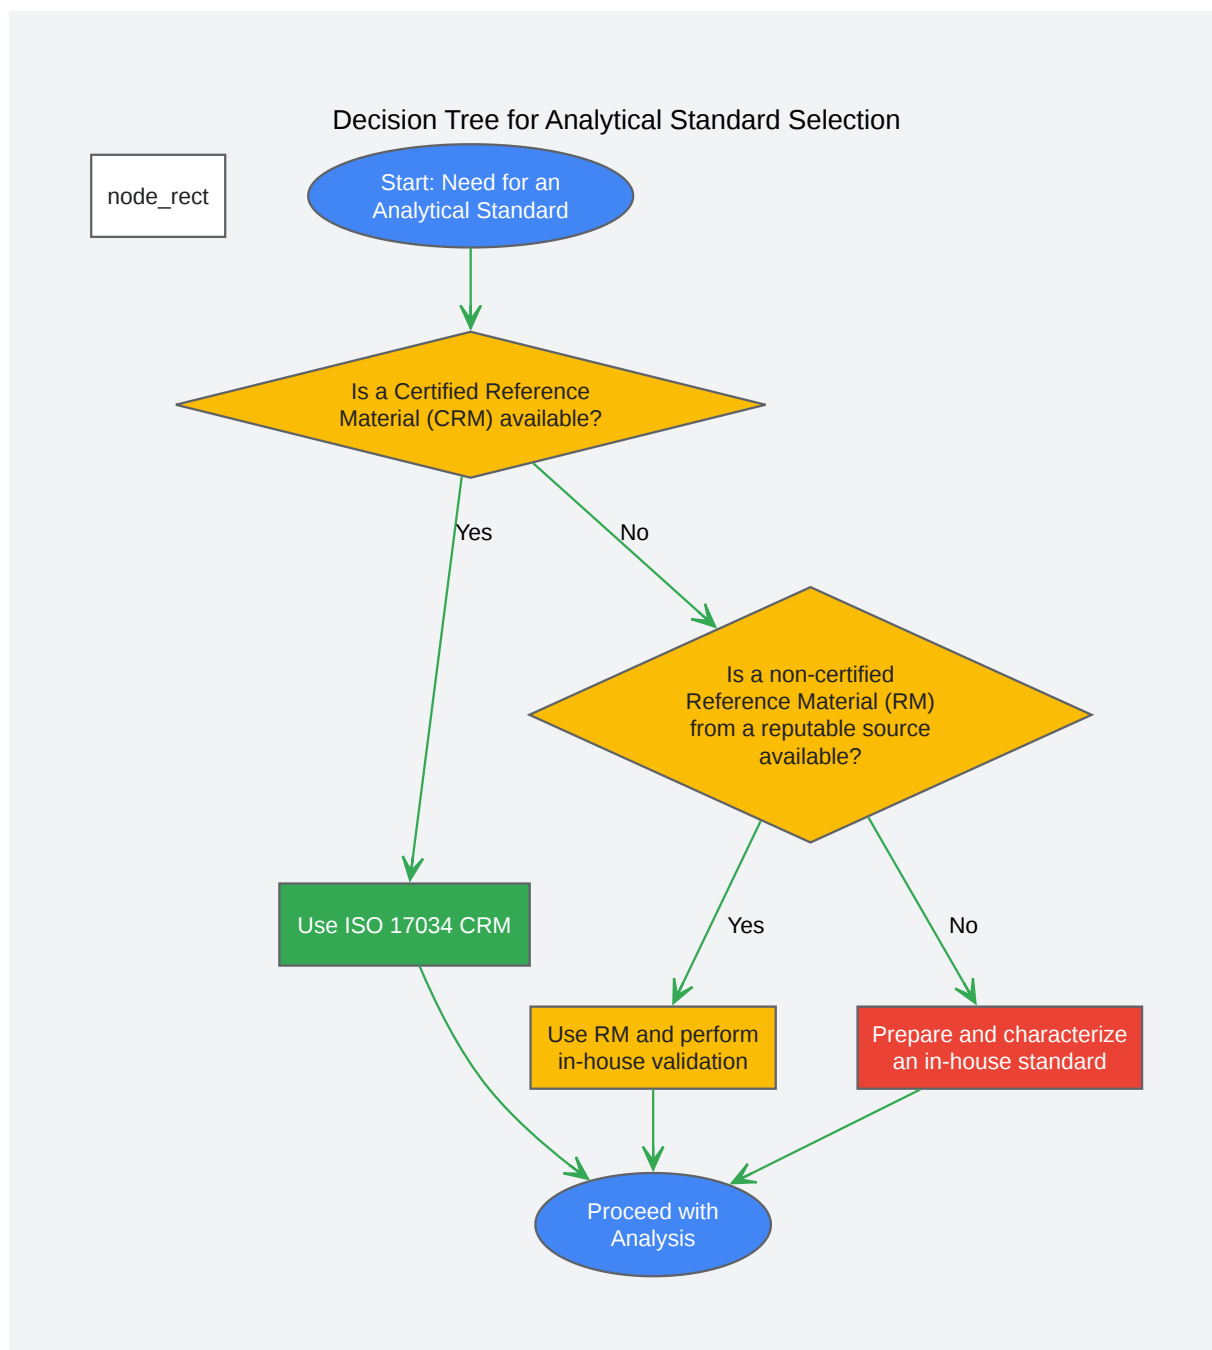 Decision Tree for Analytical Standard Selection
node_rect
Start: Need for an
Analytical Standard
Is a Certified Reference
Material (CRM) available?
Yes
No
Is a non-certified
Reference Material (RM)
from a reputable source
available?
Use ISO 17034 CRM
Yes
No
Use RM and perform
in-house validation
Prepare and characterize
an in-house standard
Proceed with
Analysis